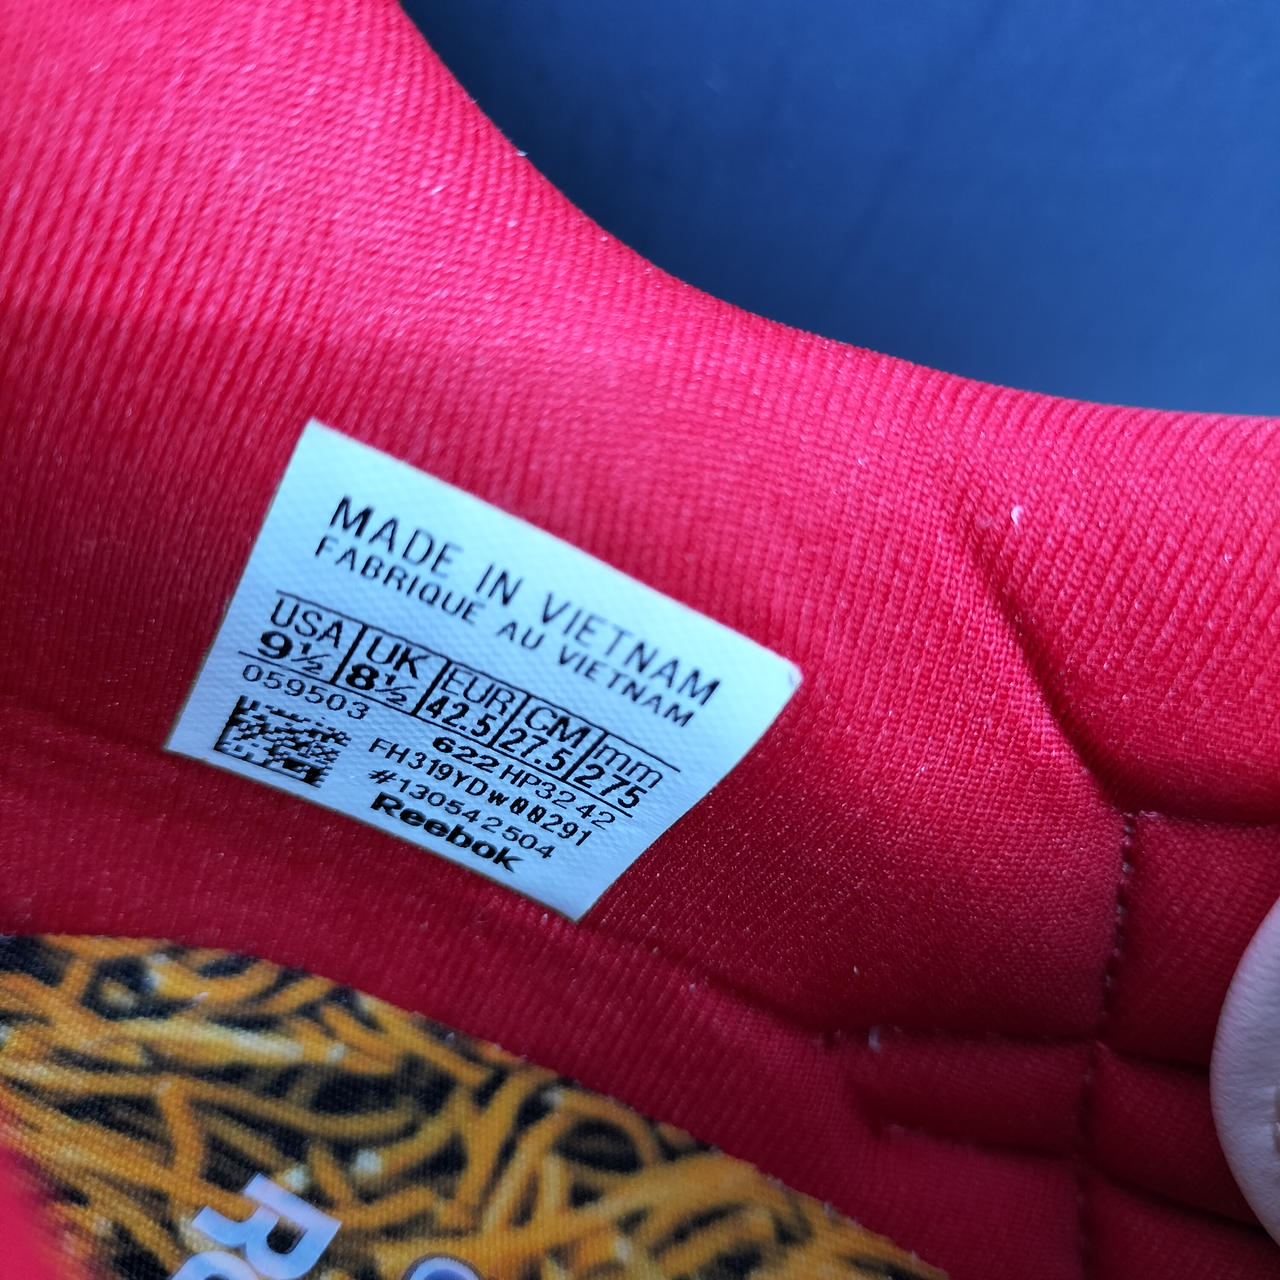 MADE IN VIETNAM
FABRIQUÉ AU VIETNAM
USA UK EUR CM mm
9½ 8½ 42.5 27.5 275
059503 622 HP3242
FH319YDW00291
#130542504
Reebok